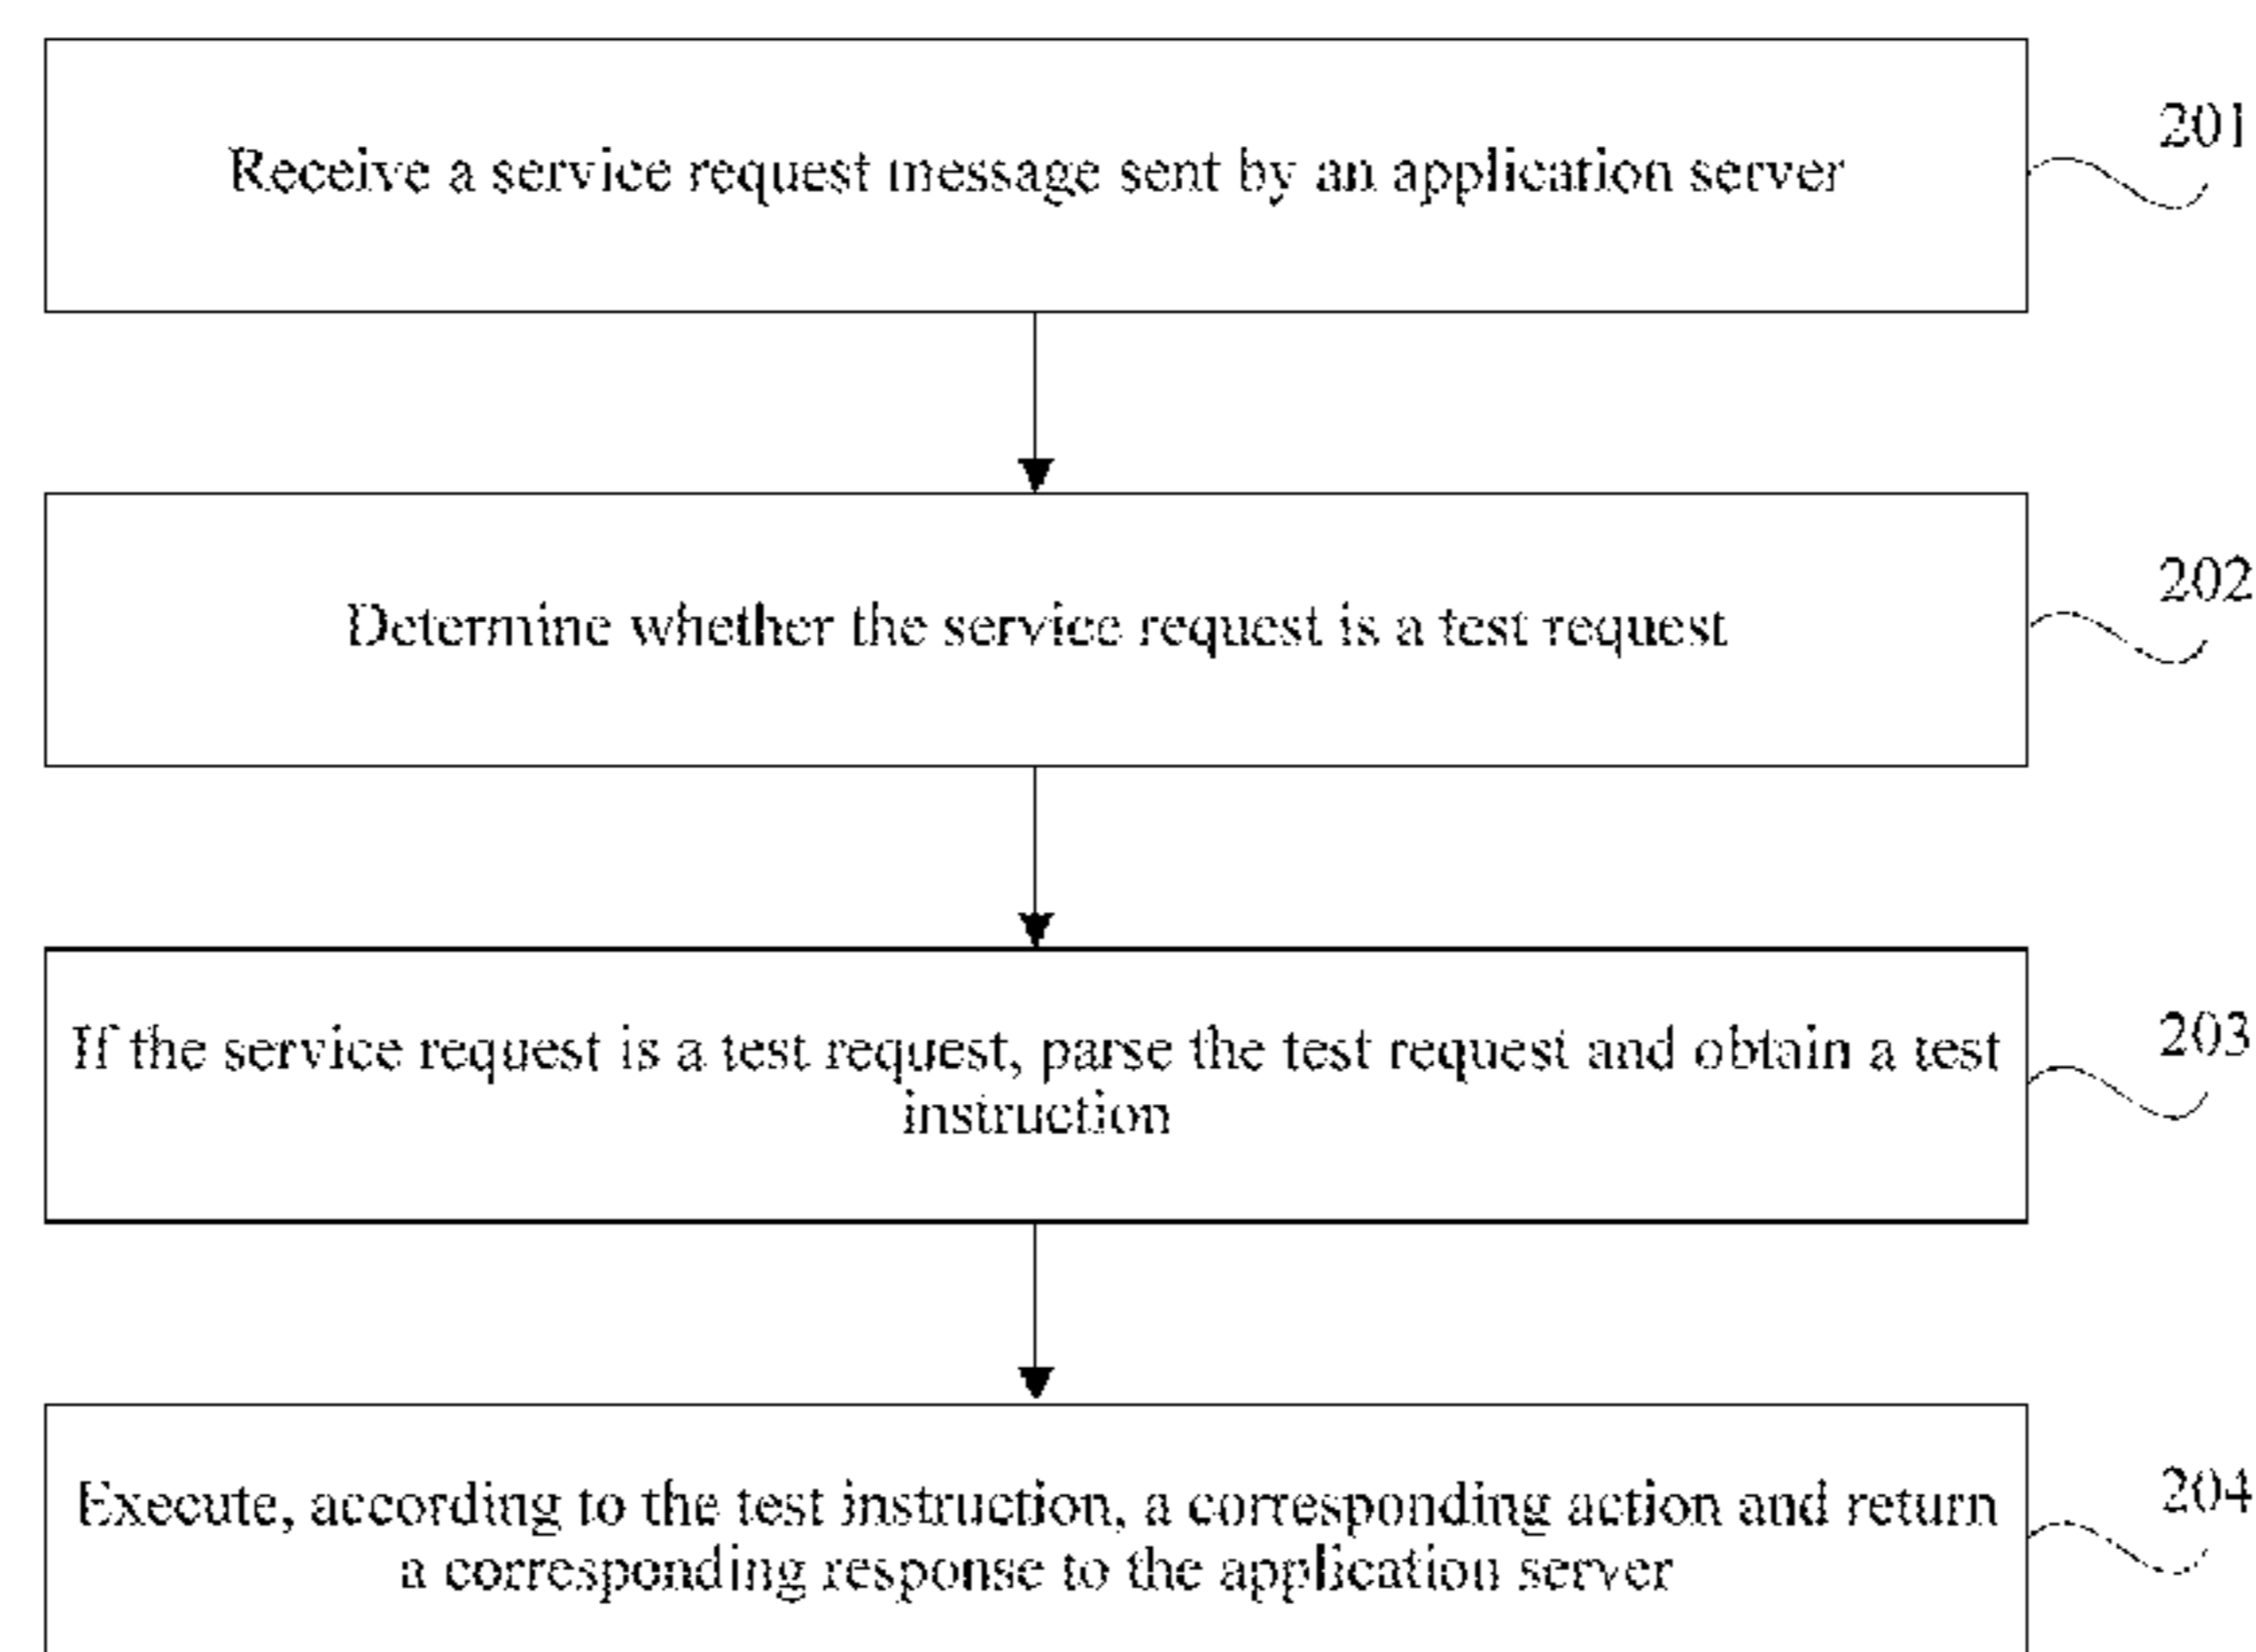 Receive a service request message sent by an application server
201
Determine whether the service request is a test request
202
If the service request is a test request, parse the test request and obtain a test
instruction
203
Execute, according to the test instruction, a corresponding action and return
a corresponding response to the application server
204